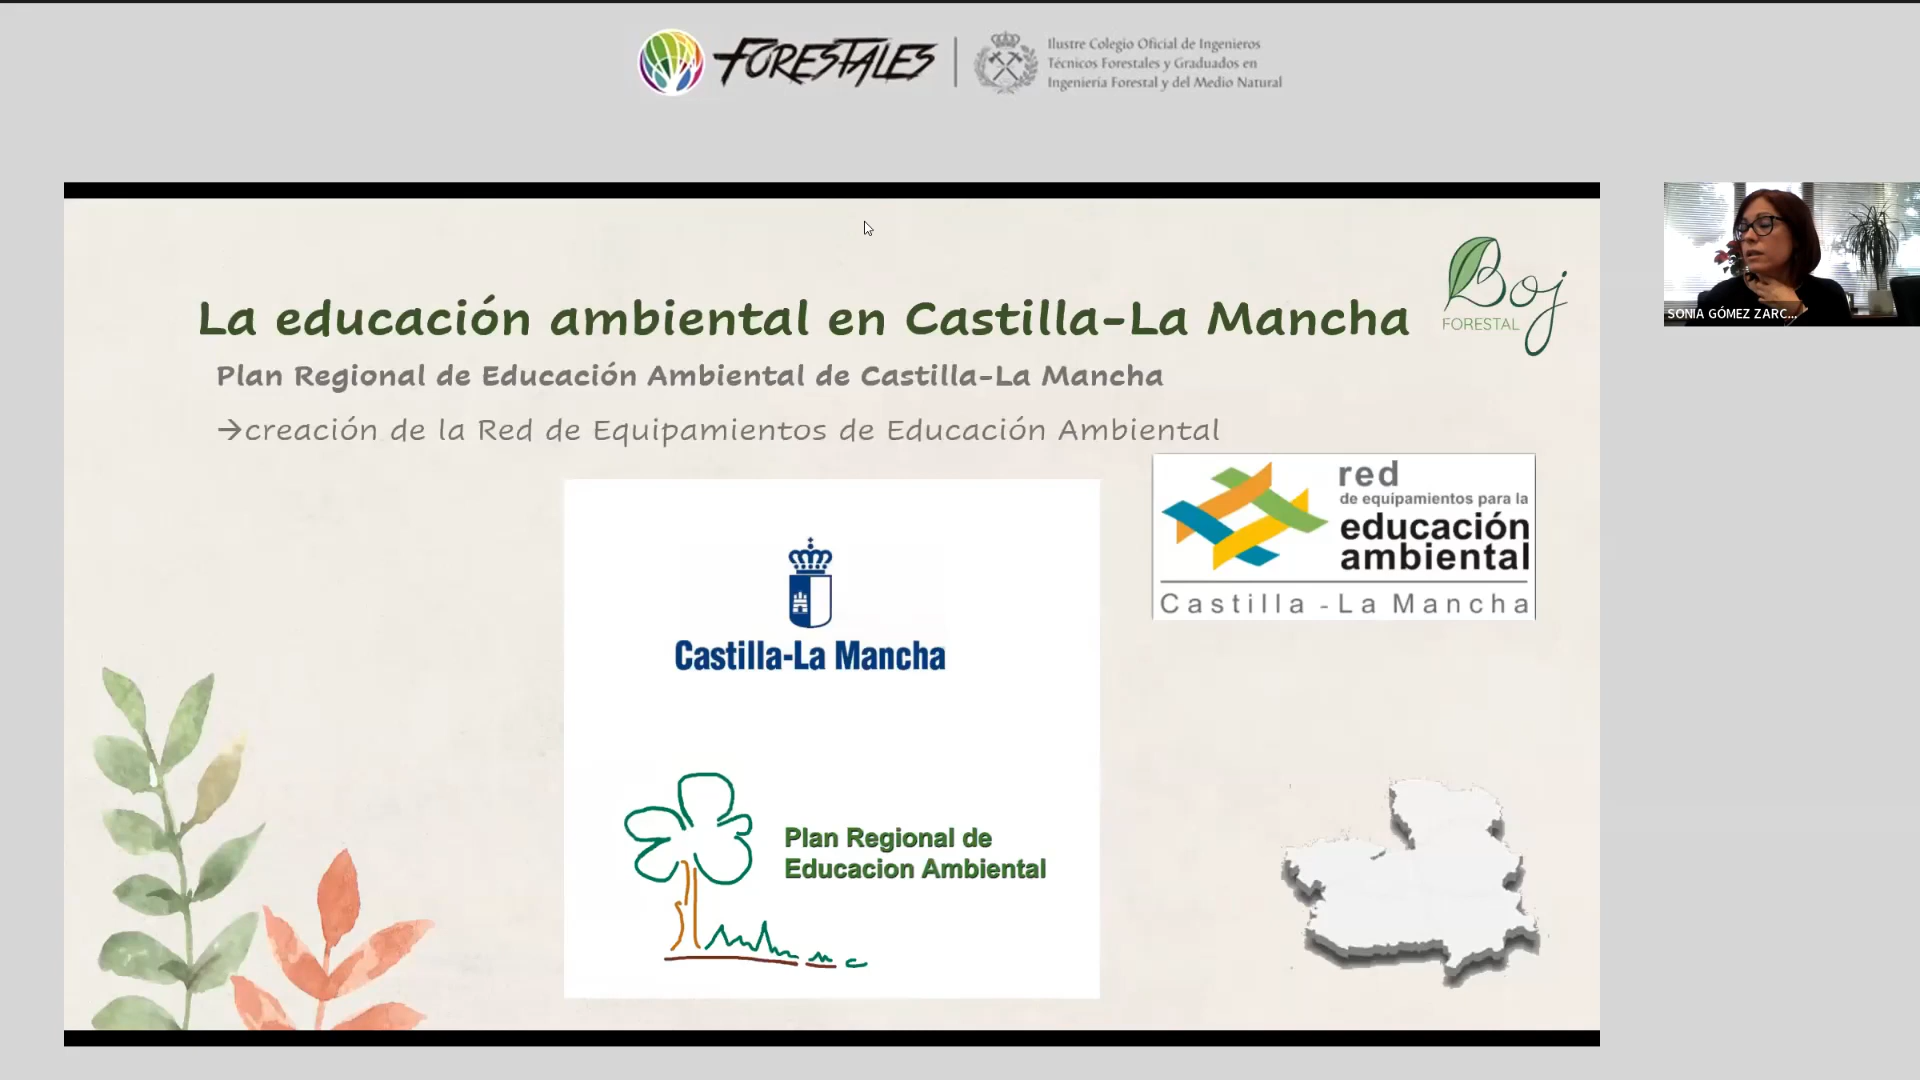 FORESTALES
Ilustre Colegio Oficial de Ingenieros
Técnicos Forestales y Graduados en
Ingeniería Forestal y del Medio Natural
SONIA GÓMEZ ZARC...
Boj
FORESTAL
La educación ambiental en Castilla-La Mancha
Plan Regional de Educación Ambiental de Castilla-La Mancha
→creación de la Red de Equipamientos de Educación Ambiental
red
de equipamientos para la
educación
ambiental
Castilla - La Mancha
Castilla-La Mancha
Plan Regional de
Educacion Ambiental